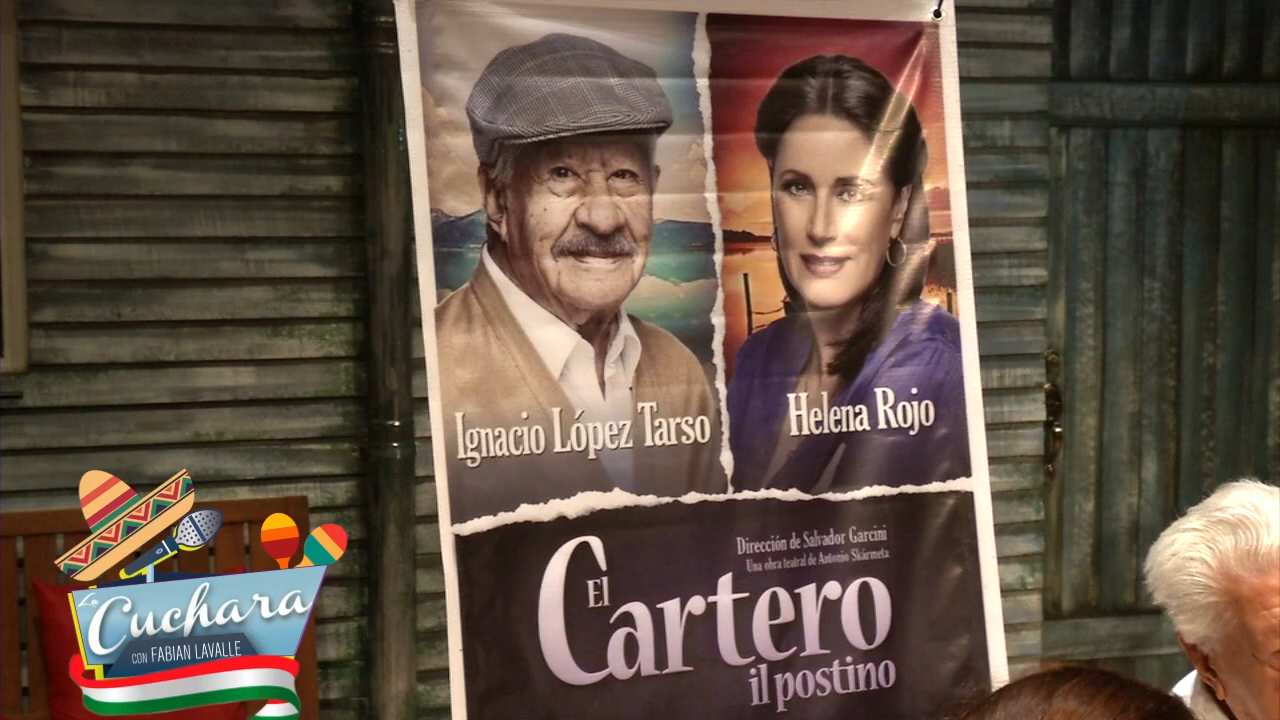 Ignacio López Tarso
Helena Rojo
Dirección de Salvador Garcini
Una obra teatral de Antonio Skármeta
El
Cartero
il postino
La
Cuchara
CON FABIAN LAVALLE